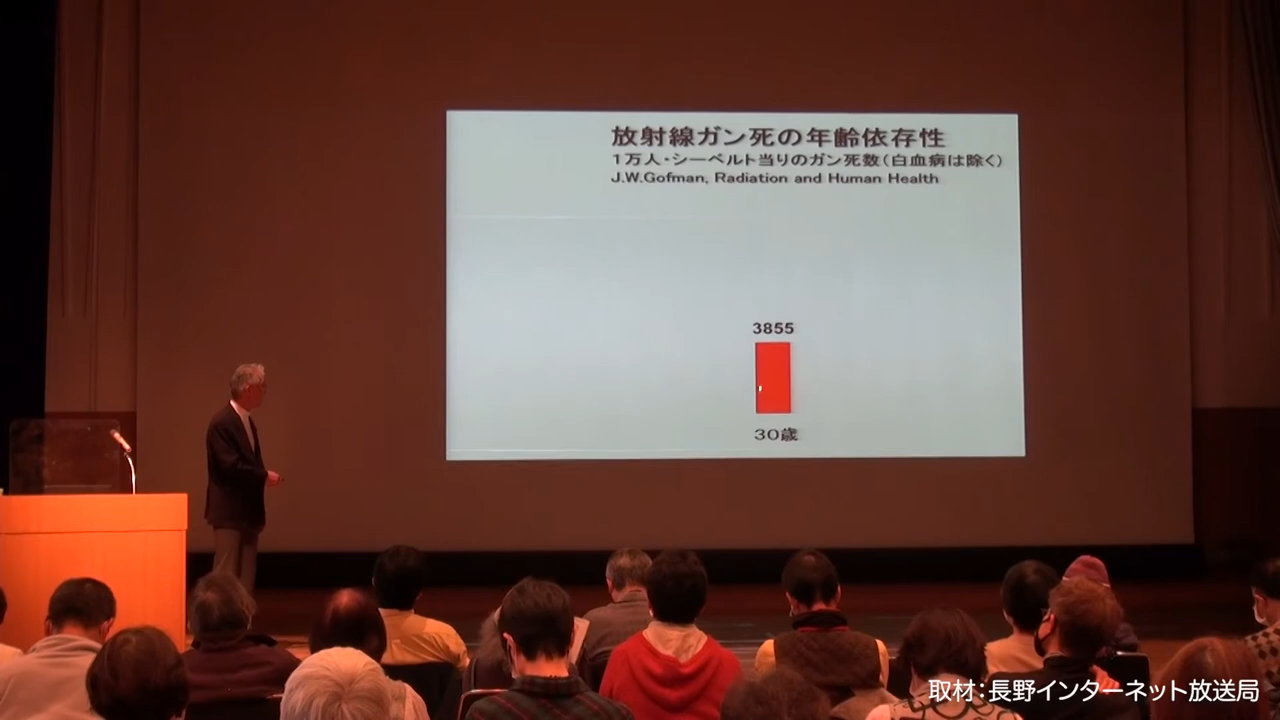 放射線ガン死の年齢依存性
1万人・シーベルト当りのガン死数(白血病は除く)
J.W.Gofman, Radiation and Human Health
3855
30歳
取材:長野インターネット放送局